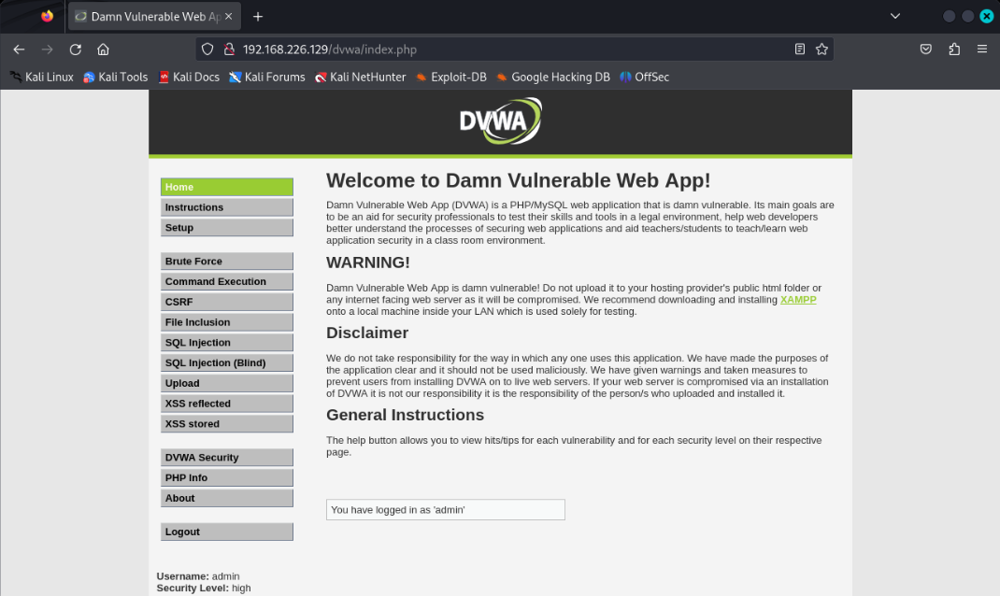 Damn Vulnerable Web Ap
192.168.226.129/dvwa/index.php
Kali Linux Kali Tools Kali Docs Kali Forums Kali NetHunter Exploit-DB Google Hacking DB OffSec
DVWA
Home
Instructions
Setup
Brute Force
Command Execution
CSRF
File Inclusion
SQL Injection
SQL Injection (Blind)
Upload
XSS reflected
XSS stored
DVWA Security
PHP Info
About
Logout
Username: admin
Security Level: high
Welcome to Damn Vulnerable Web App!
Damn Vulnerable Web App (DVWA) is a PHP/MySQL web application that is damn vulnerable. Its main goals are
to be an aid for security professionals to test their skills and tools in a legal environment, help web developers
better understand the processes of securing web applications and aid teachers/students to teach/learn web
application security in a class room environment.
WARNING!
Damn Vulnerable Web App is damn vulnerable! Do not upload it to your hosting provider's public html folder or
any internet facing web server as it will be compromised. We recommend downloading and installing XAMPP
onto a local machine inside your LAN which is used solely for testing.
Disclaimer
We do not take responsibility for the way in which any one uses this application. We have made the purposes of
the application clear and it should not be used maliciously. We have given warnings and taken measures to
prevent users from installing DVWA on to live web servers. If your web server is compromised via an installation
of DVWA it is not our responsibility it is the responsibility of the person/s who uploaded and installed it.
General Instructions
The help button allows you to view hits/tips for each vulnerability and for each security level on their respective
page.
You have logged in as 'admin'